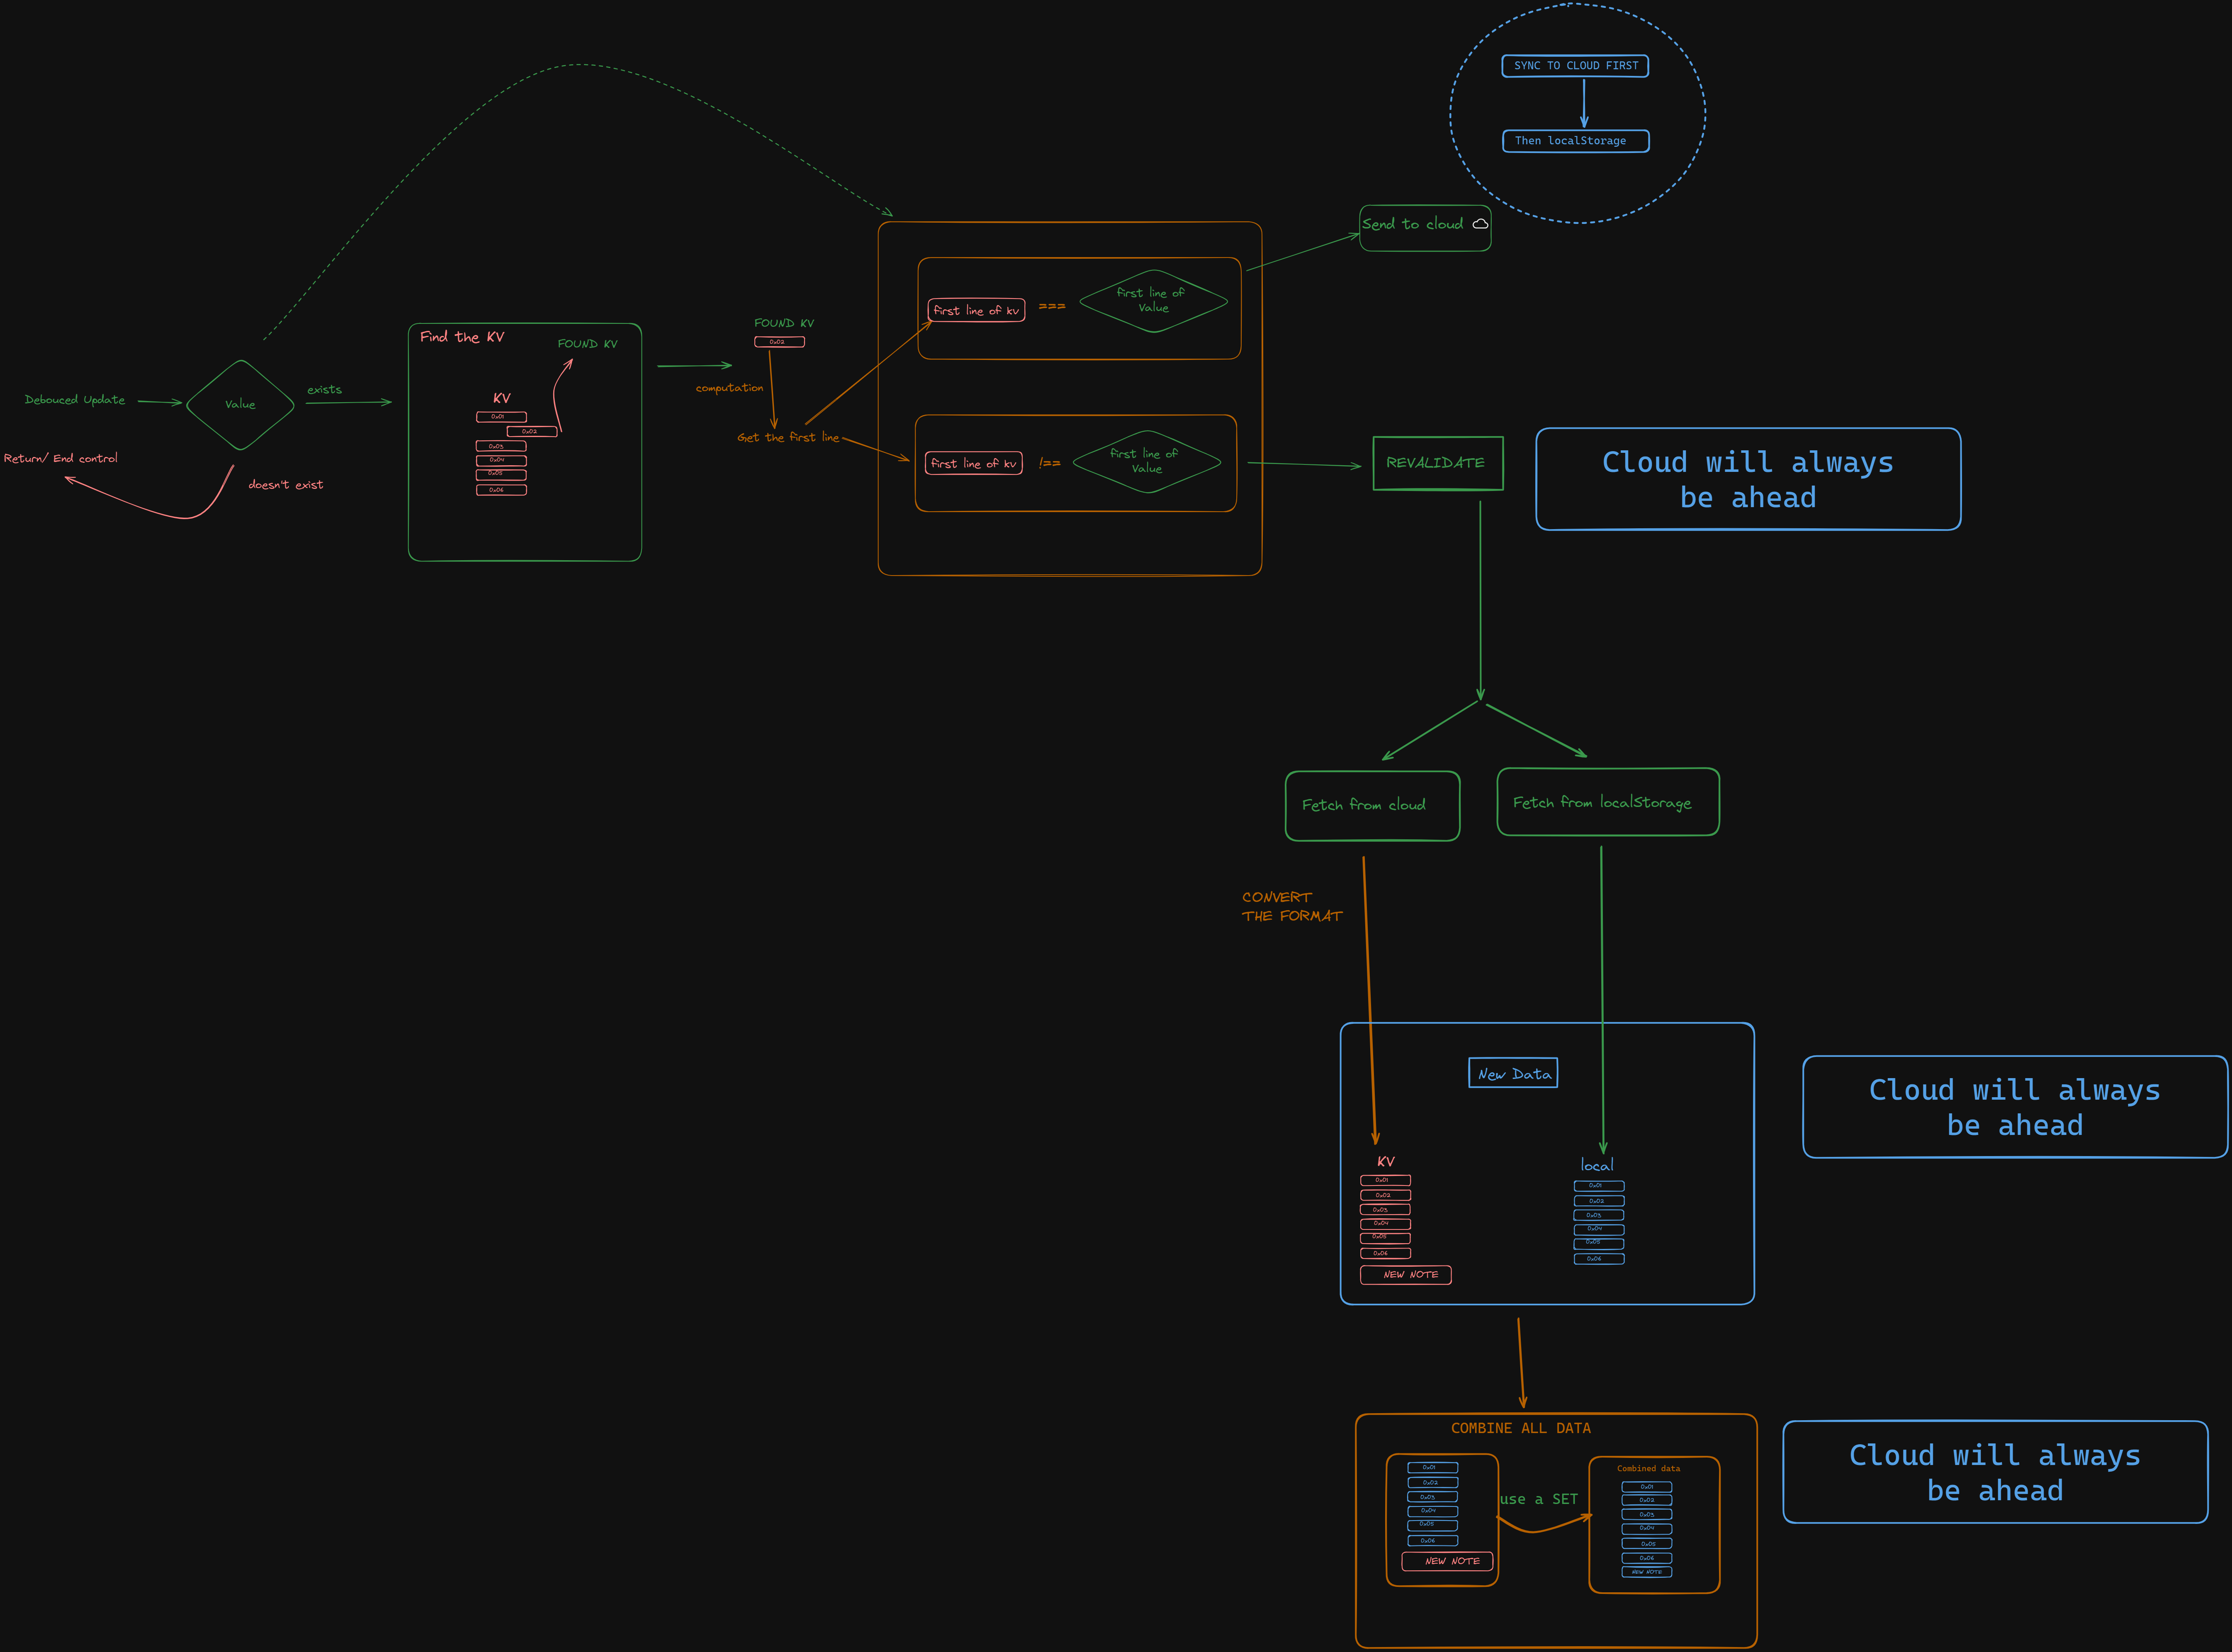 SYNC TO CLOUD FIRST
Then localStorage
Send to cloud
Debouced Update
Value
exists
doesn't exist
Return/ End control
Find the KV
FOUND KV
KV
0x01
0x02
0x03
0x04
0x05
0x06
FOUND KV
0x02
computation
Get the first line
first line of kv
===
first line of
Value
first line of kv
!==
first line of
Value
REVALIDATE
Cloud will always
be ahead
Fetch from cloud
Fetch from localStorage
CONVERT
THE FORMAT
New Data
KV
0x01
0x02
0x03
0x04
0x05
0x06
NEW NOTE
local
0x01
0x02
0x03
0x04
0x05
0x06
Cloud will always
be ahead
COMBINE ALL DATA
0x01
0x02
0x03
0x04
0x05
0x06
NEW NOTE
use a SET
Combined data
0x01
0x02
0x03
0x04
0x05
0x06
NEW NOTE
Cloud will always
be ahead